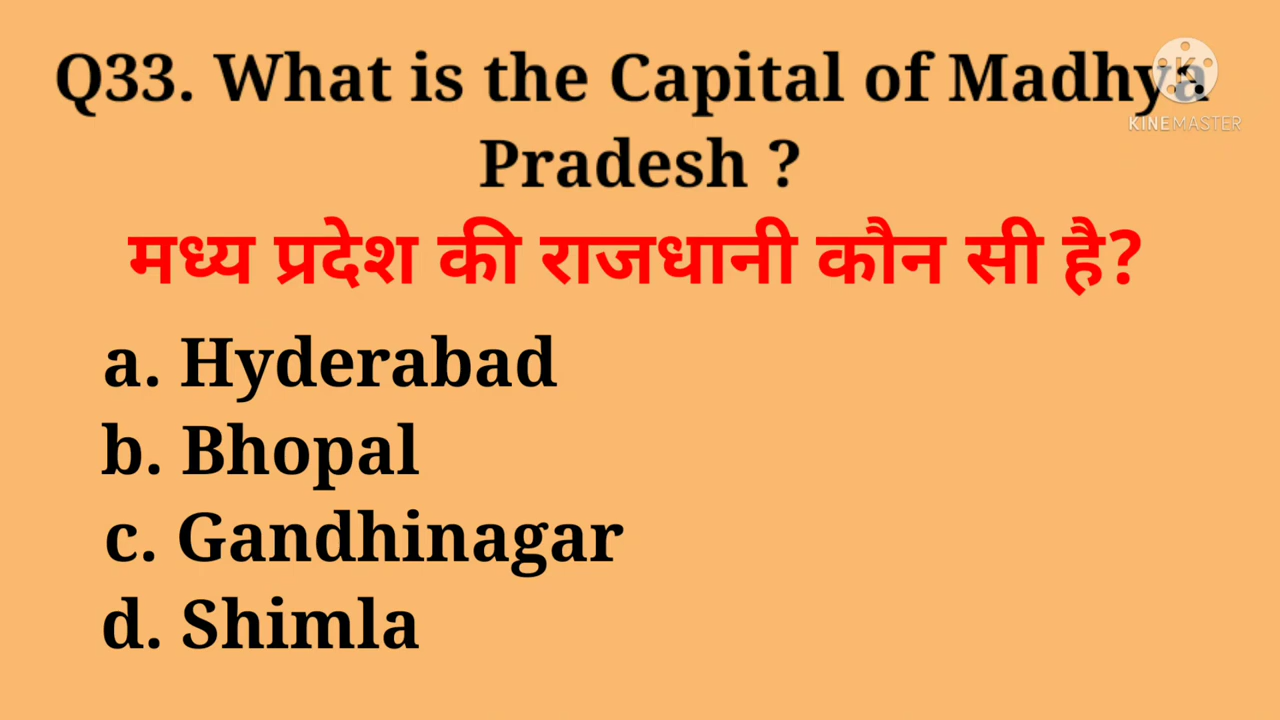 Q33. What is the Capital of Madhya
Pradesh ?
KINEMASTER
मध्य प्रदेश की राजधानी कौन सी है?
a. Hyderabad
b. Bhopal
c. Gandhinagar
d. Shimla